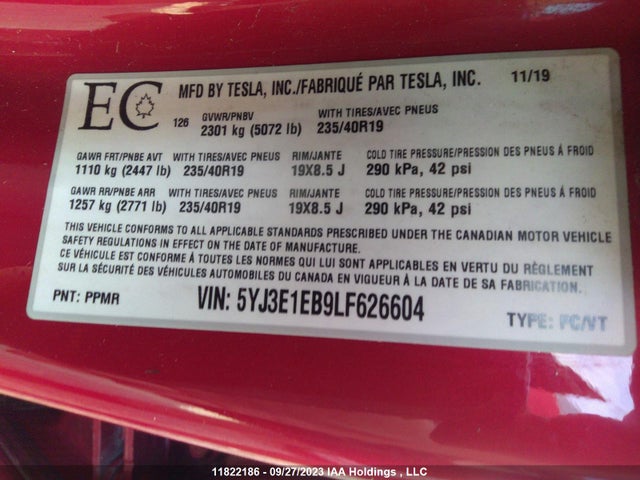 EC
MFD BY TESLA, INC./FABRIQUÉ PAR TESLA, INC. 11/19
126
GVWR/PNBV WITH TIRES/AVEC PNEUS
2301 kg (5072 lb) 235/40R19
GAWR FRT/PNBE AVT WITH TIRES/AVEC PNEUS RIM/JANTE COLD TIRE PRESSURE/PRESSION DES PNEUS À FROID
1110 kg (2447 lb) 235/40R19 19X8.5 J 290 kPa, 42 psi
GAWR RR/PNBE ARR WITH TIRES/AVEC PNEUS RIM/JANTE COLD TIRE PRESSURE/PRESSION DES PNEUS À FROID
1257 kg (2771 lb) 235/40R19 19X8.5 J 290 kPa, 42 psi
THIS VEHICLE CONFORMS TO ALL APPLICABLE STANDARDS PRESCRIBED UNDER THE CANADIAN MOTOR VEHICLE
SAFETY REGULATIONS IN EFFECT ON THE DATE OF MANUFACTURE.
CE VÉHICULE EST CONFORME À TOUTES LES NORMES QUI LUI SONT APPLICABLES EN VERTU DU RÈGLEMENT
SUR LA SÉCURITÉ DES VÉHICULES AUTOMOBILES DU CANADA EN VIGUEUR À LA DATE DE SA FABRICATION.
PNT: PPMR VIN: 5YJ3E1EB9LF626604 TYPE: PC/VT
11822186 - 09/27/2023 IAA Holdings , LLC